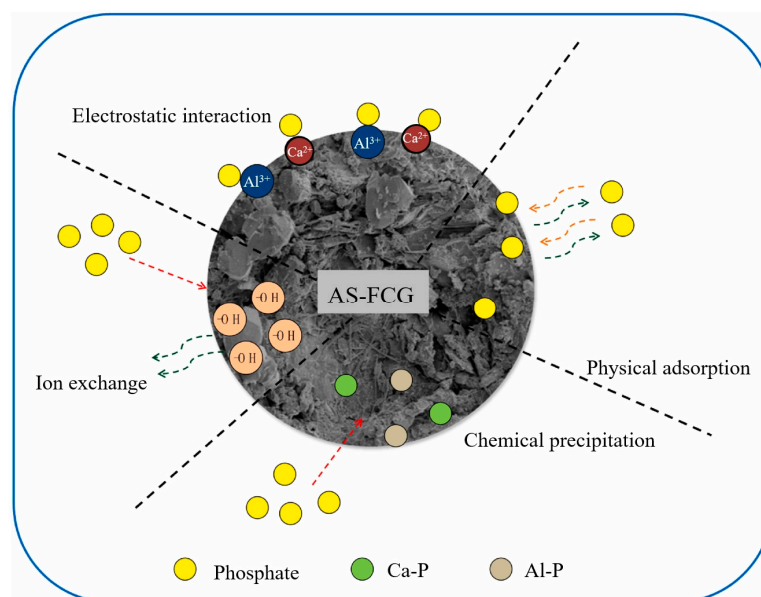 Electrostatic interaction
Ca²⁺
Al³⁺
Ca²⁺
Al³⁺
AS-FCG
-OH
-OH
-OH
-OH
Ion exchange
Physical adsorption
Chemical precipitation
Phosphate
Ca-P
Al-P